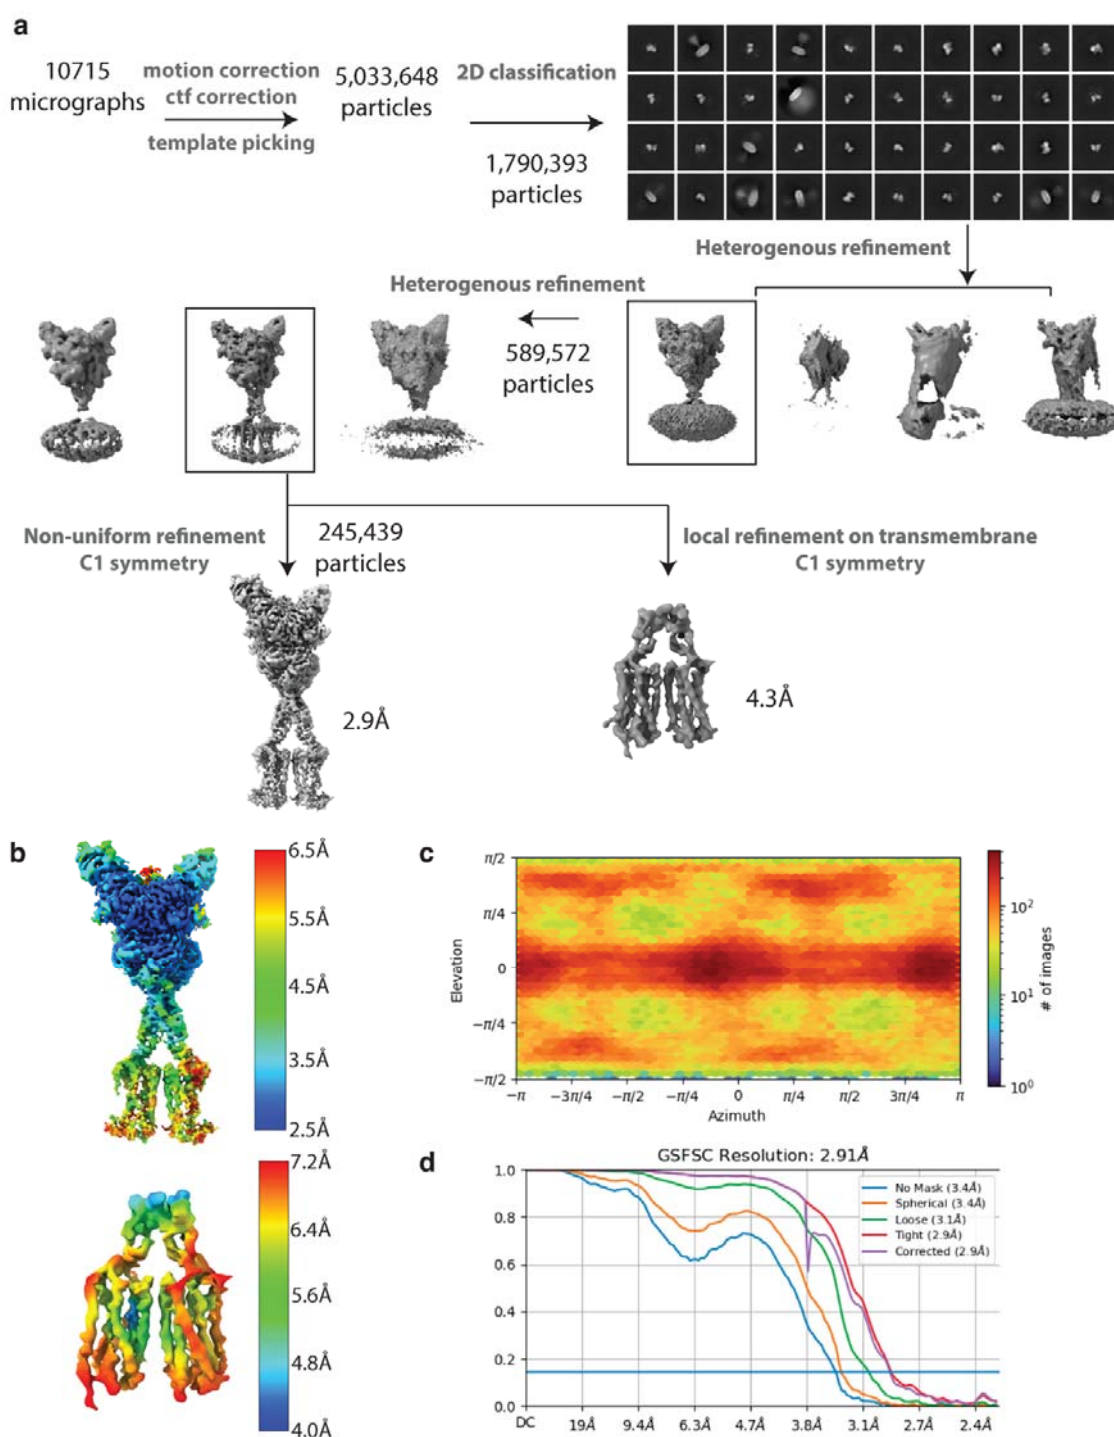 a
10715
micrographs
motion correction
ctf correction
template picking
5,033,648
particles
2D classification
1,790,393
particles
Heterogenous refinement
Heterogenous refinement
589,572
particles
Non-uniform refinement
C1 symmetry
245,439
particles
local refinement on transmembrane
C1 symmetry
2.9Å
4.3Å
b
6.5Å
5.5Å
4.5Å
3.5Å
2.5Å
7.2Å
6.4Å
5.6Å
4.8Å
4.0Å
c
π/2
π/4
0
−π/4
−π/2
Elevation
−π
−3π/4
−π/2
−π/4
0
π/4
π/2
3π/4
π
Azimuth
10²
10¹
10⁰
# of images
d
GSFSC Resolution: 2.91Å
1.0
0.8
0.6
0.4
0.2
0.0
No Mask (3.4Å)
Spherical (3.4Å)
Loose (3.1Å)
Tight (2.9Å)
Corrected (2.9Å)
DC
19Å
9.4Å
6.3Å
4.7Å
3.8Å
3.1Å
2.7Å
2.4Å